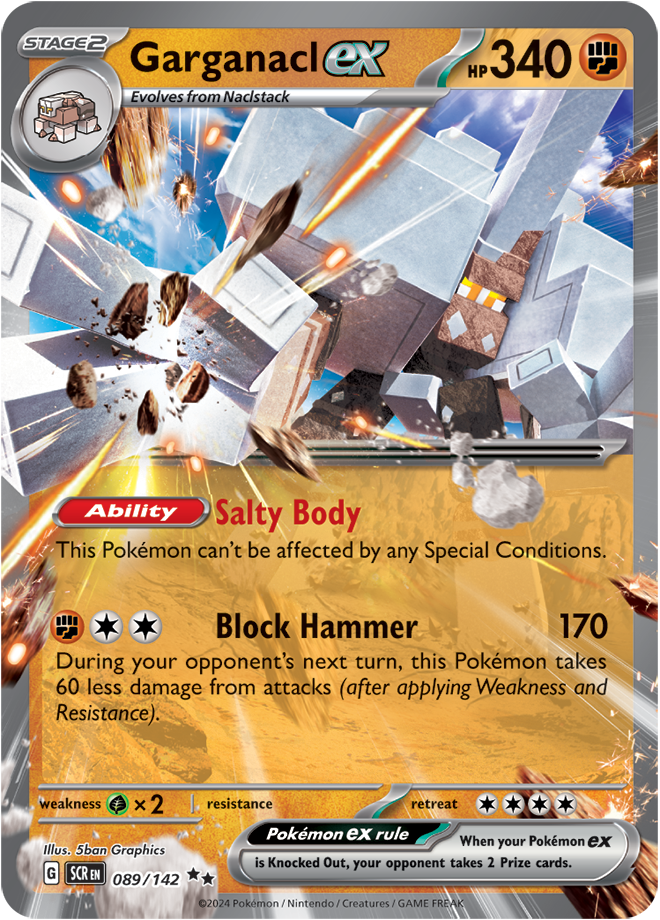 STAGE2
Garganacl ex
HP 340
Evolves from Naclstack
Ability Salty Body
This Pokémon can't be affected by any Special Conditions.
Block Hammer 170
During your opponent's next turn, this Pokémon takes
60 less damage from attacks (after applying Weakness and
Resistance).
weakness ×2 resistance retreat
Illus. 5ban Graphics
Pokémon ex rule When your Pokémon ex
is Knocked Out, your opponent takes 2 Prize cards.
G SCR EN 089/142
©2024 Pokémon / Nintendo / Creatures / GAME FREAK